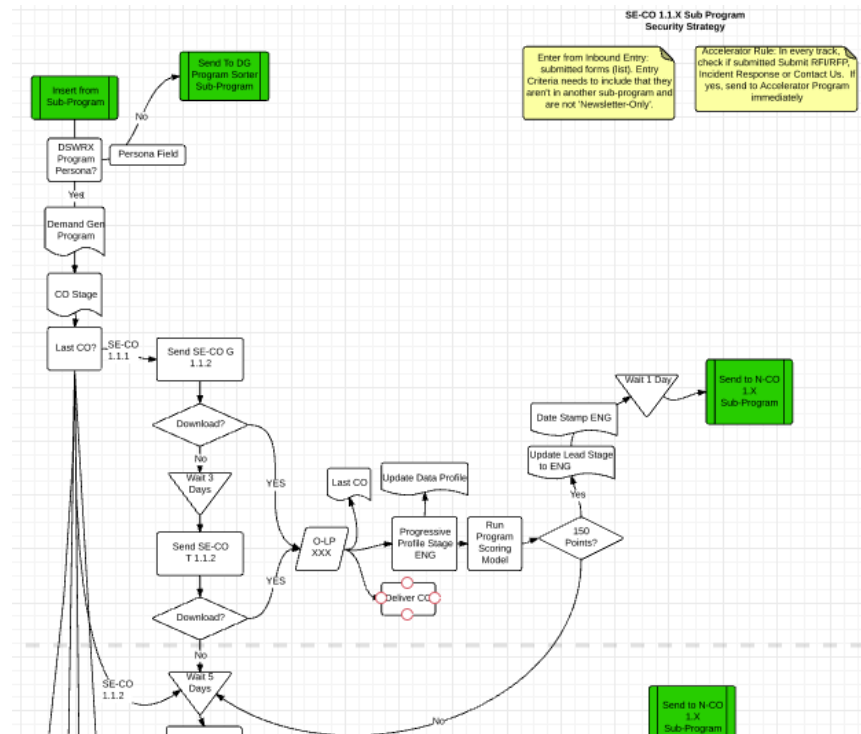 SE-CO 1.1.X Sub Program
Security Strategy
Enter from Inbound Entry:
submitted forms (list). Entry
Criteria needs to include that they
aren't in another sub-program and
are not 'Newsletter-Only'.
Accelerator Rule: In every track,
check if submitted Submit RFI/RFP,
Incident Response or Contact Us. If
yes, send to Accelerator Program
immediately
Insert from
Sub-Program
Send To DG
Program Sorter
Sub-Program
No
DSWRX
Program
Persona?
Persona Field
Yes
Demand Gen
Program
CO Stage
Last CO?
SE-CO
1.1.1
Send SE-CO G
1.1.2
Download?
No
Wait 3
Days
YES
Send SE-CO
T 1.1.2
Download?
YES
No
Wait 5
Days
SE-CO
1.1.2
O-LP
XXX
Last CO
Update Data Profile
Progressive
Profile Stage
ENG
Run
Program
Scoring
Model
Deliver CO
150
Points?
Yes
Update Lead Stage
to ENG
Date Stamp ENG
Wait 1 Day
Send to N-CO
1.X
Sub-Program
No
Send to N-CO
1.X
Sub-Program